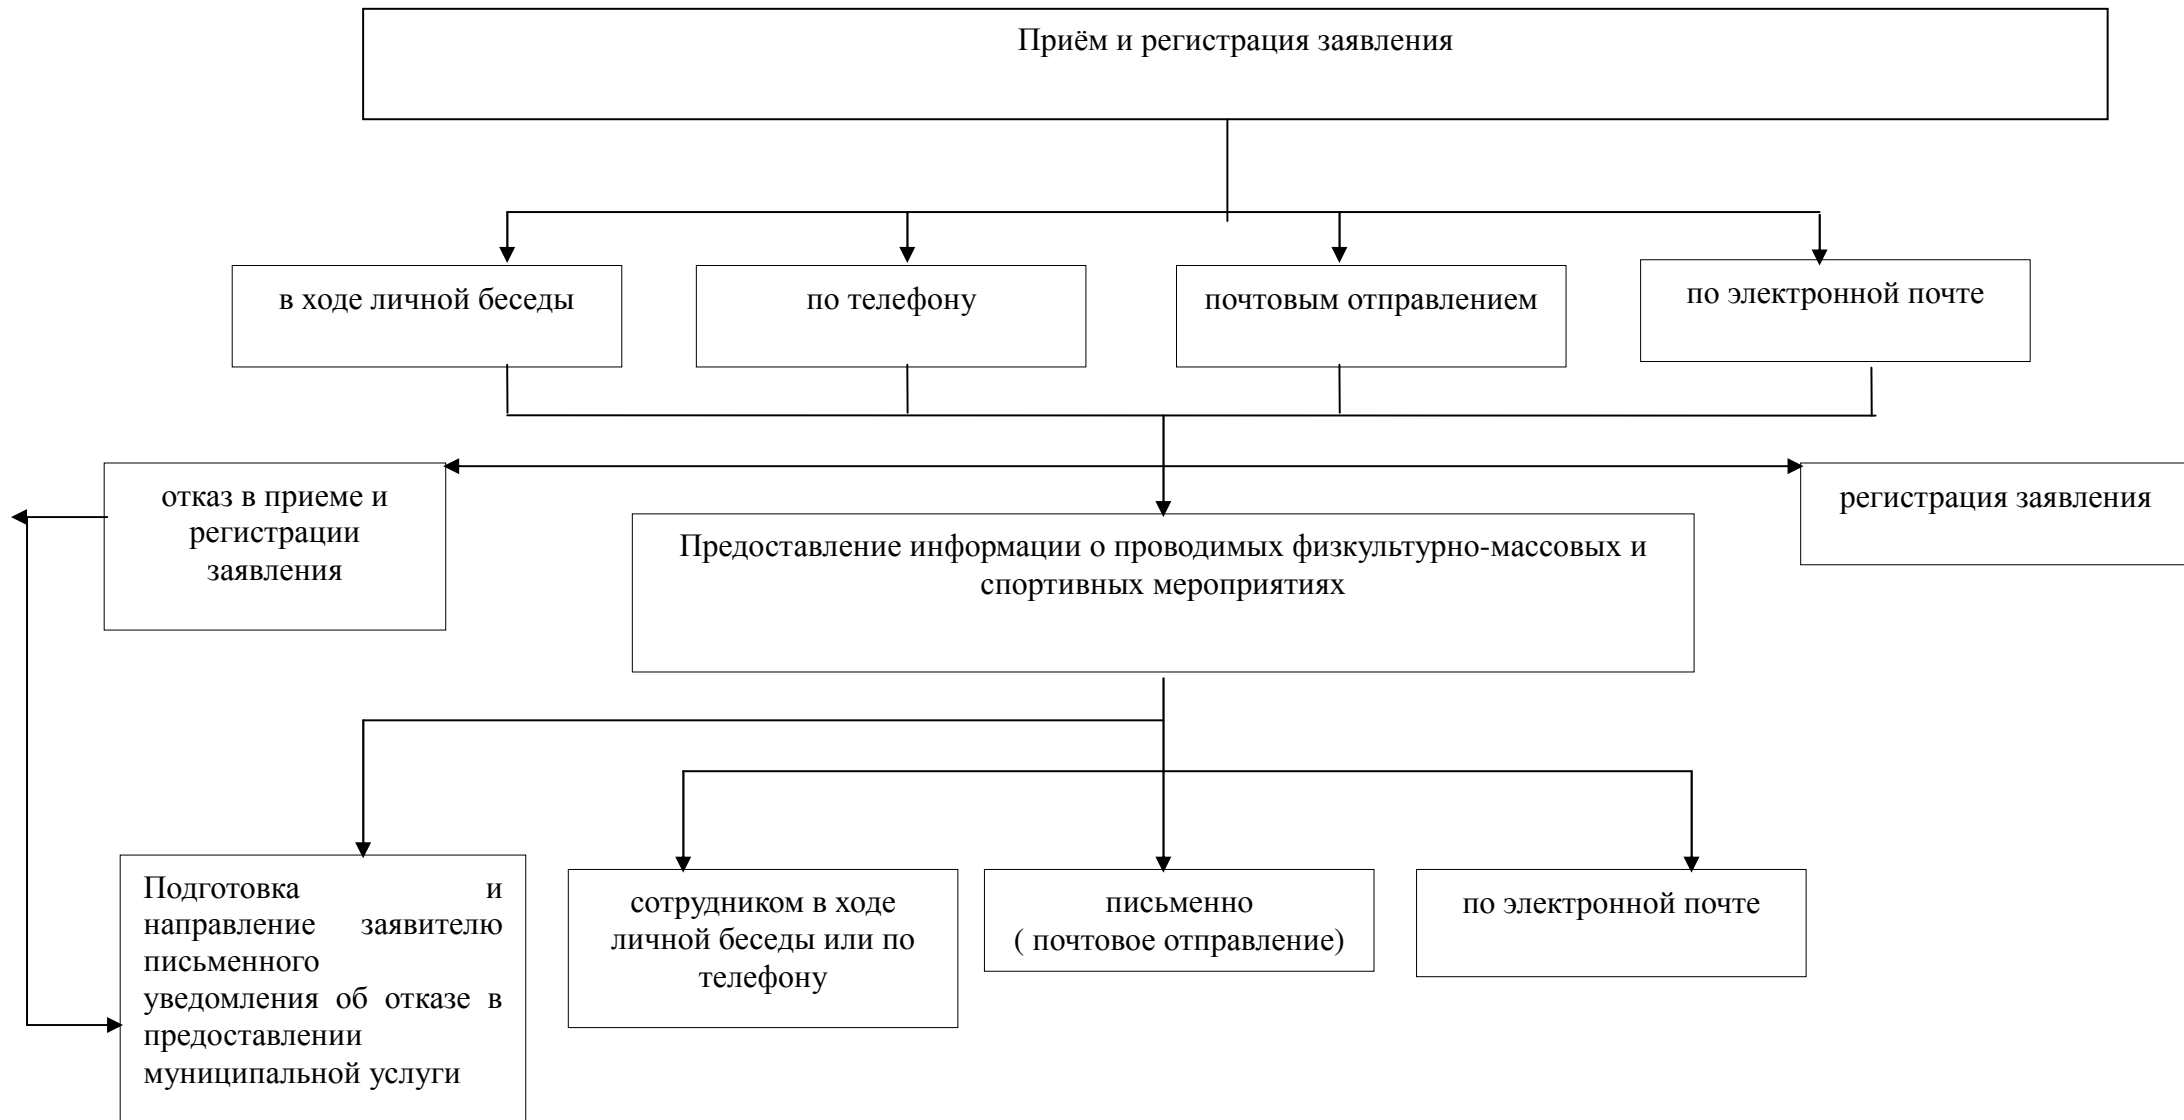 Приём и регистрация заявления
в ходе личной беседы
по телефону
почтовым отправлением
по электронной почте
отказ в приеме и
регистрации
заявления
регистрация заявления
Предоставление информации о проводимых физкультурно-массовых и
спортивных мероприятиях
Подготовка и
направление заявителю
письменного
уведомления об отказе в
предоставлении
муниципальной услуги
сотрудником в ходе
личной беседы или по
телефону
письменно
( почтовое отправление)
по электронной почте